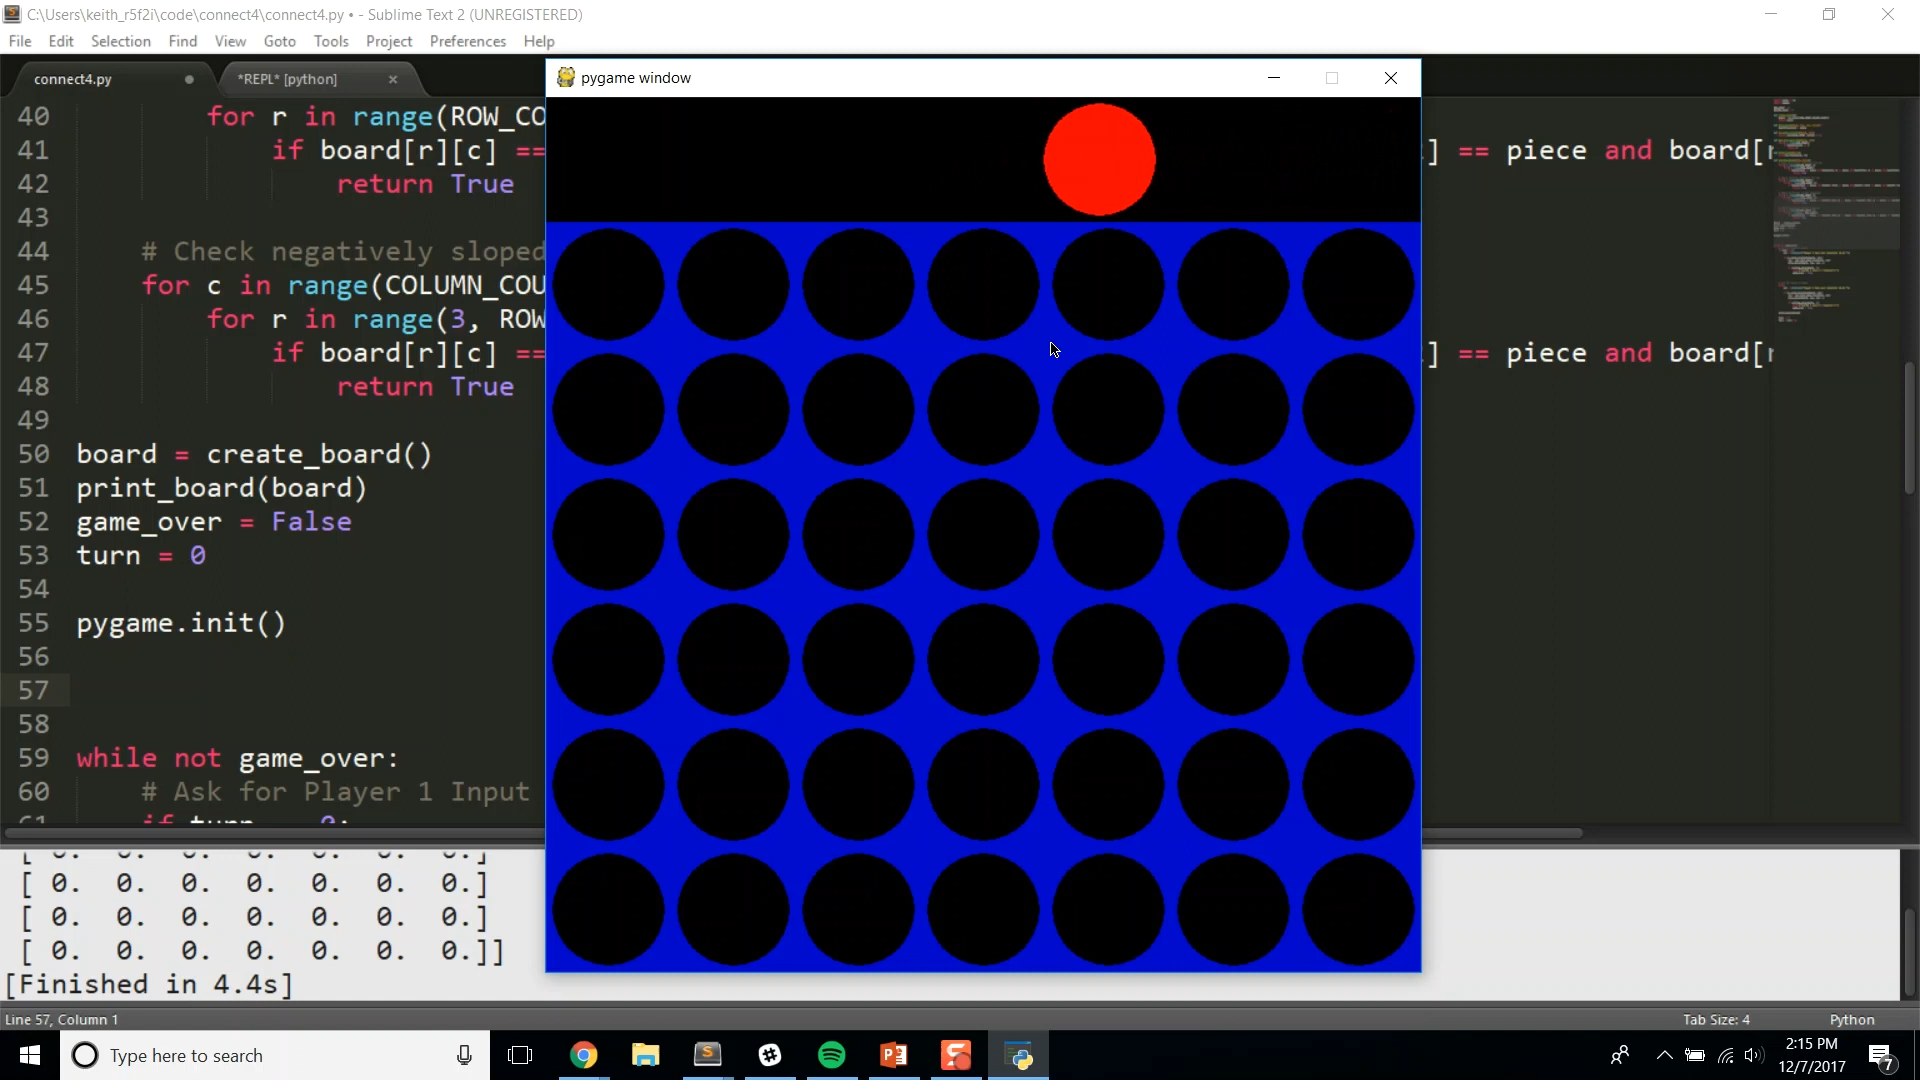 C:\Users\keith_r5f2i\code\connect4\connect4.py • - Sublime Text 2 (UNREGISTERED)
File Edit Selection Find View Goto Tools Project Preferences Help
connect4.py
*REPL* [python]
pygame window
40 for r in range(ROW_CO
41 if board[r][c] == ] == piece and board[r
42 return True
43
44 # Check negatively sloped
45 for c in range(COLUMN_COU
46 for r in range(3, ROW
47 if board[r][c] == ] == piece and board[r
48 return True
49
50 board = create_board()
51 print_board(board)
52 game_over = False
53 turn = 0
54
55 pygame.init()
56
57
58
59 while not game_over:
60 # Ask for Player 1 Input
[ 0. 0. 0. 0. 0. 0. 0.]
[ 0. 0. 0. 0. 0. 0. 0.]
[ 0. 0. 0. 0. 0. 0. 0.]]
[Finished in 4.4s]
Line 57, Column 1
Tab Size: 4
Python
Type here to search
2:15 PM
12/7/2017
7